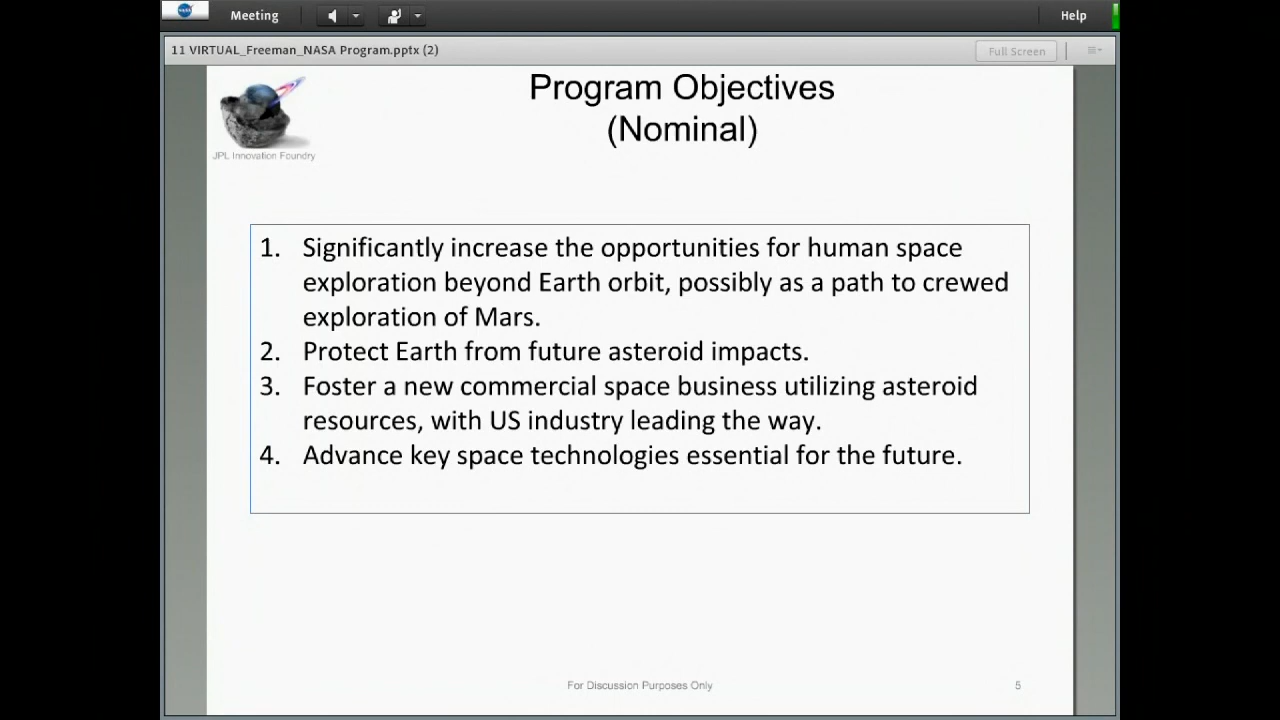 Meeting
Help
11 VIRTUAL_Freeman_NASA Program.pptx (2)
Full Screen
JPL Innovation Foundry
Program Objectives
(Nominal)
1. Significantly increase the opportunities for human space
exploration beyond Earth orbit, possibly as a path to crewed
exploration of Mars.
2. Protect Earth from future asteroid impacts.
3. Foster a new commercial space business utilizing asteroid
resources, with US industry leading the way.
4. Advance key space technologies essential for the future.
For Discussion Purposes Only
5